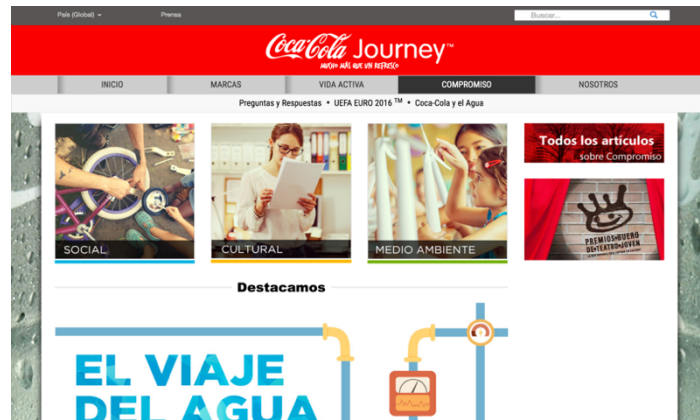 País (Global)
Prensa
Buscar...
Coca-Cola Journey™
MUCHO MÁS QUE UN REFRESCO
INICIO
MARCAS
VIDA ACTIVA
COMPROMISO
NOSOTROS
Preguntas y Respuestas • UEFA EURO 2016 ™ • Coca-Cola y el Agua
SOCIAL
CULTURAL
MEDIO AMBIENTE
Todos los artículos
sobre Compromiso
PREMIOS BUERO
DE TEATRO JOVEN
Destacamos
EL VIAJE
DEL AGUA